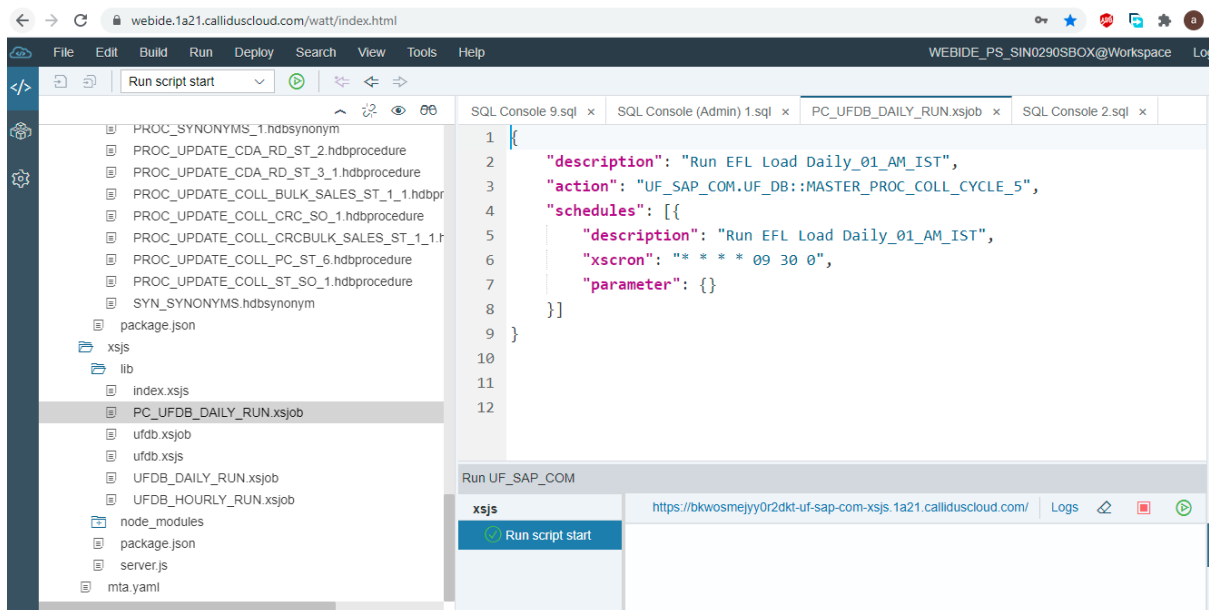 webide.1a21.calliduscloud.com/watt/index.html
a
File Edit Build Run Deploy Search View Tools Help WEBIDE_PS_SIN0290SBOX@Workspace Lo
Run script start
SQL Console 9.sql × SQL Console (Admin) 1.sql × PC_UFDB_DAILY_RUN.xsjob × SQL Console 2.sql ×
PROC_SYNONYMS_1.hdbsynonym
PROC_UPDATE_CDA_RD_ST_2.hdbprocedure
PROC_UPDATE_CDA_RD_ST_3_1.hdbprocedure
PROC_UPDATE_COLL_BULK_SALES_ST_1_1.hdbpr
PROC_UPDATE_COLL_CRC_SO_1.hdbprocedure
PROC_UPDATE_COLL_CRCBULK_SALES_ST_1_1.h
PROC_UPDATE_COLL_PC_ST_6.hdbprocedure
PROC_UPDATE_COLL_ST_SO_1.hdbprocedure
SYN_SYNONYMS.hdbsynonym
package.json
xsjs
lib
index.xsjs
PC_UFDB_DAILY_RUN.xsjob
ufdb.xsjob
ufdb.xsjs
UFDB_DAILY_RUN.xsjob
UFDB_HOURLY_RUN.xsjob
node_modules
package.json
server.js
mta.yaml
1 {
2 "description": "Run EFL Load Daily_01_AM_IST",
3 "action": "UF_SAP_COM.UF_DB::MASTER_PROC_COLL_CYCLE_5",
4 "schedules": [{
5 "description": "Run EFL Load Daily_01_AM_IST",
6 "xscron": "* * * * 09 30 0",
7 "parameter": {}
8 }]
9 }
10
11
12
Run UF_SAP_COM
xsjs
Run script start
https://bkwosmejyy0r2dkt-uf-sap-com-xsjs.1a21.calliduscloud.com/ Logs